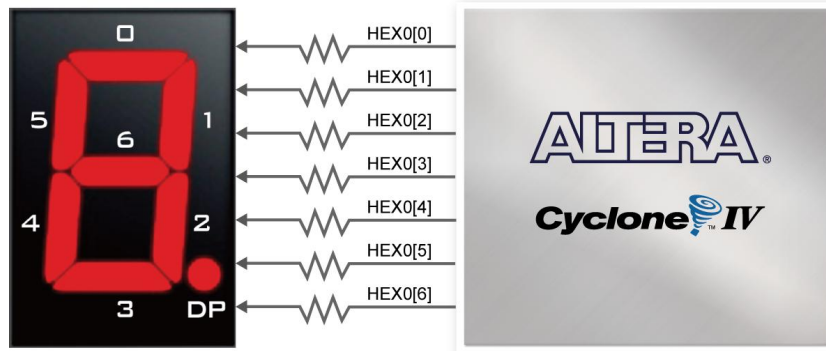 0
5
1
6
4
2
3
DP
HEX0[0]
HEX0[1]
HEX0[2]
HEX0[3]
HEX0[4]
HEX0[5]
HEX0[6]
ALTERA®
Cyclone™ IV